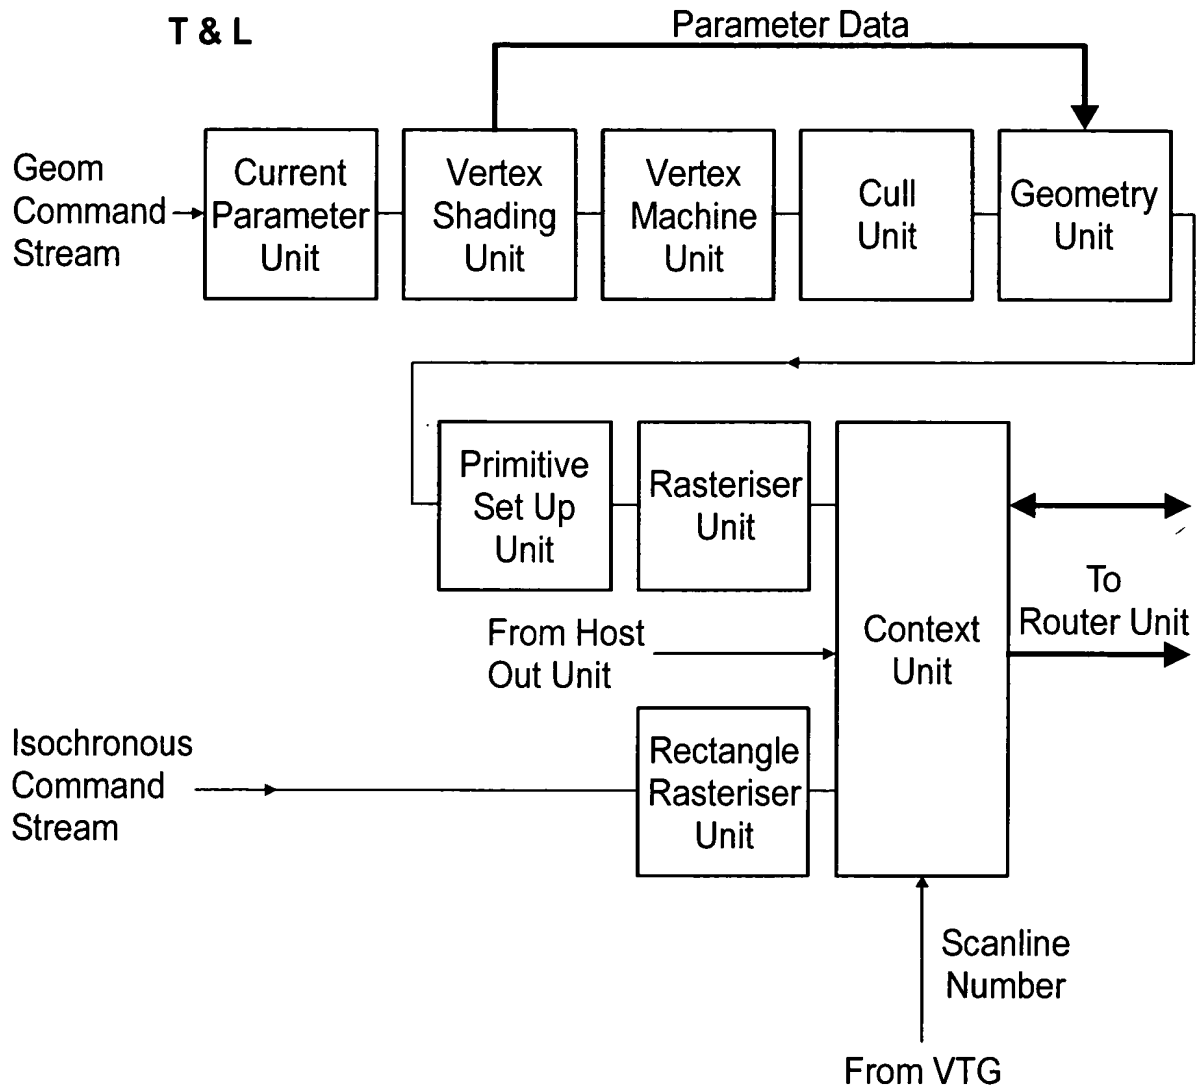 T & L
Parameter Data
Geom
Command
Stream
Current
Parameter
Unit
Vertex
Shading
Unit
Vertex
Machine
Unit
Cull
Unit
Geometry
Unit
Primitive
Set Up
Unit
Rasteriser
Unit
Context
Unit
To
Router Unit
From Host
Out Unit
Isochronous
Command
Stream
Rectangle
Rasteriser
Unit
Scanline
Number
From VTG